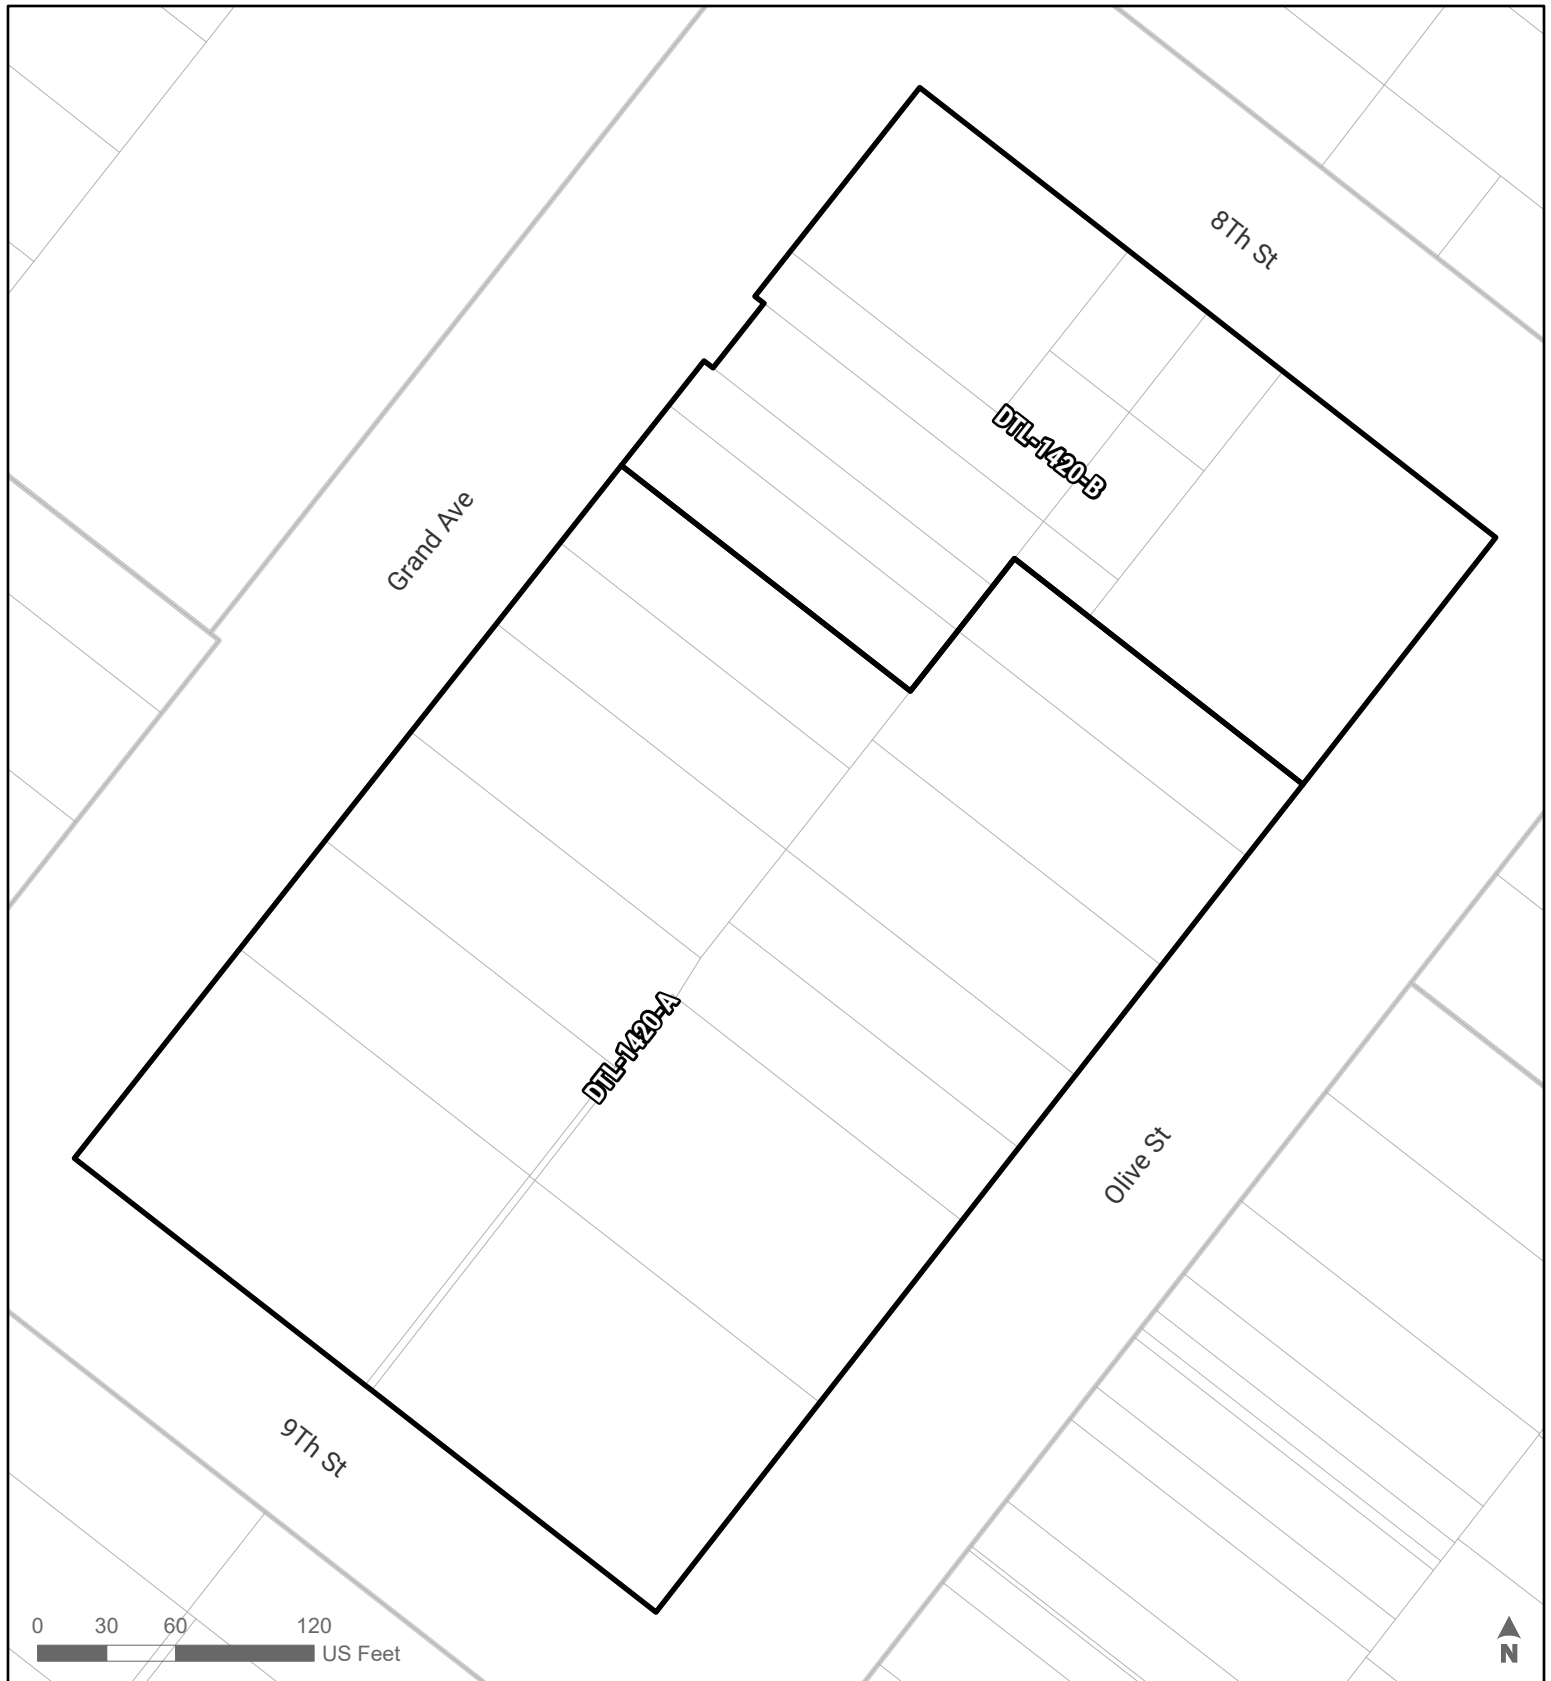 8Th St
DTL-1420-B
Grand Ave
DTL-1420-A
Olive St
9Th St
0 30 60 120
US Feet
N